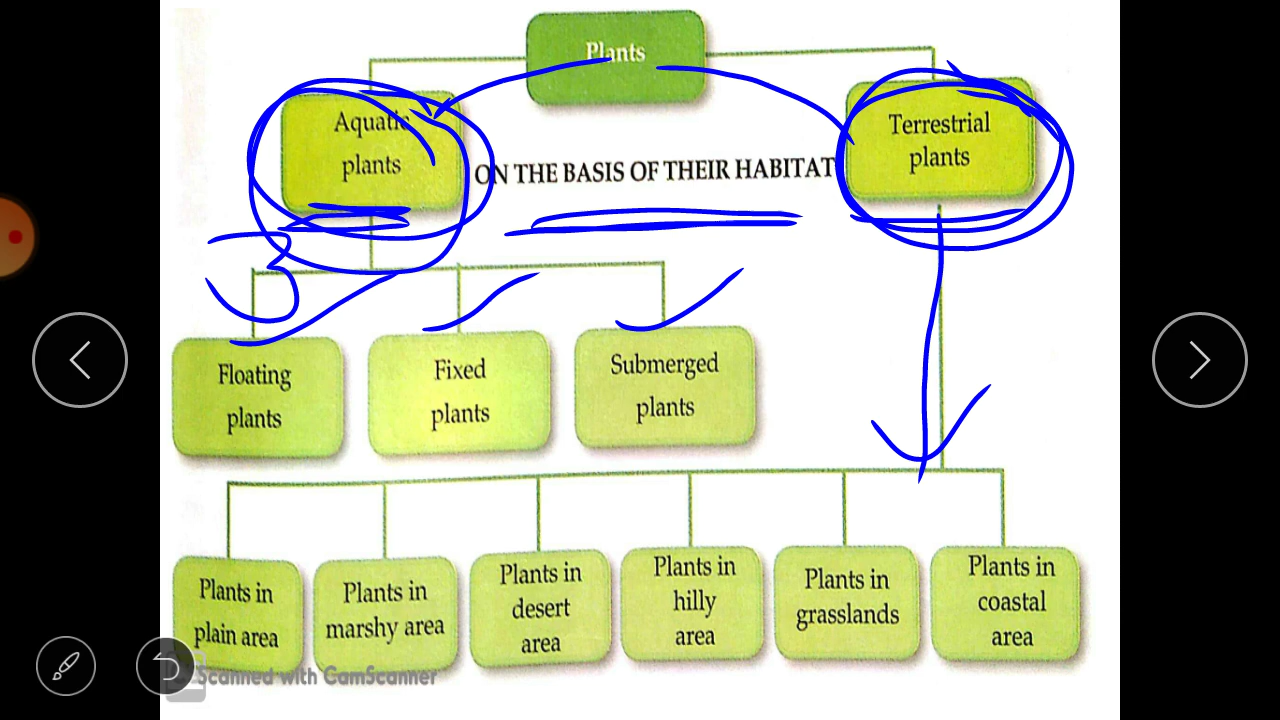 Plants
Aquatic
plants
ON THE BASIS OF THEIR HABITAT
Terrestrial
plants
3
Floating
plants
Fixed
plants
Submerged
plants
Plants in
plain area
Plants in
marshy area
Plants in
desert
area
Plants in
hilly
area
Plants in
grasslands
Plants in
coastal
area
Scanned with CamScanner